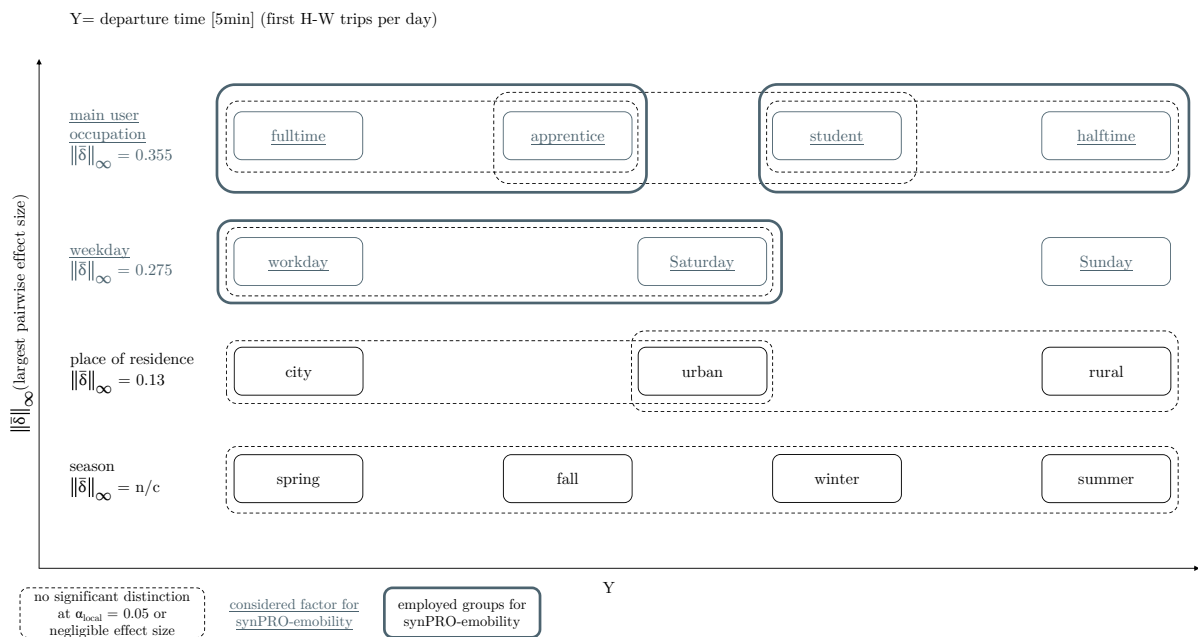 Y= departure time [5min] (first H-W trips per day)
‖δ̄‖∞(largest pairwise effect size)
main user
occupation
‖δ̄‖∞ = 0.355
fulltime
apprentice
student
halftime
weekday
‖δ̄‖∞ = 0.275
workday
Saturday
Sunday
place of residence
‖δ̄‖∞ = 0.13
city
urban
rural
season
‖δ̄‖∞ = n/c
spring
fall
winter
summer
Y
no significant distinction
at αlocal = 0.05 or
negligible effect size
considered factor for
synPRO-emobility
employed groups for
synPRO-emobility